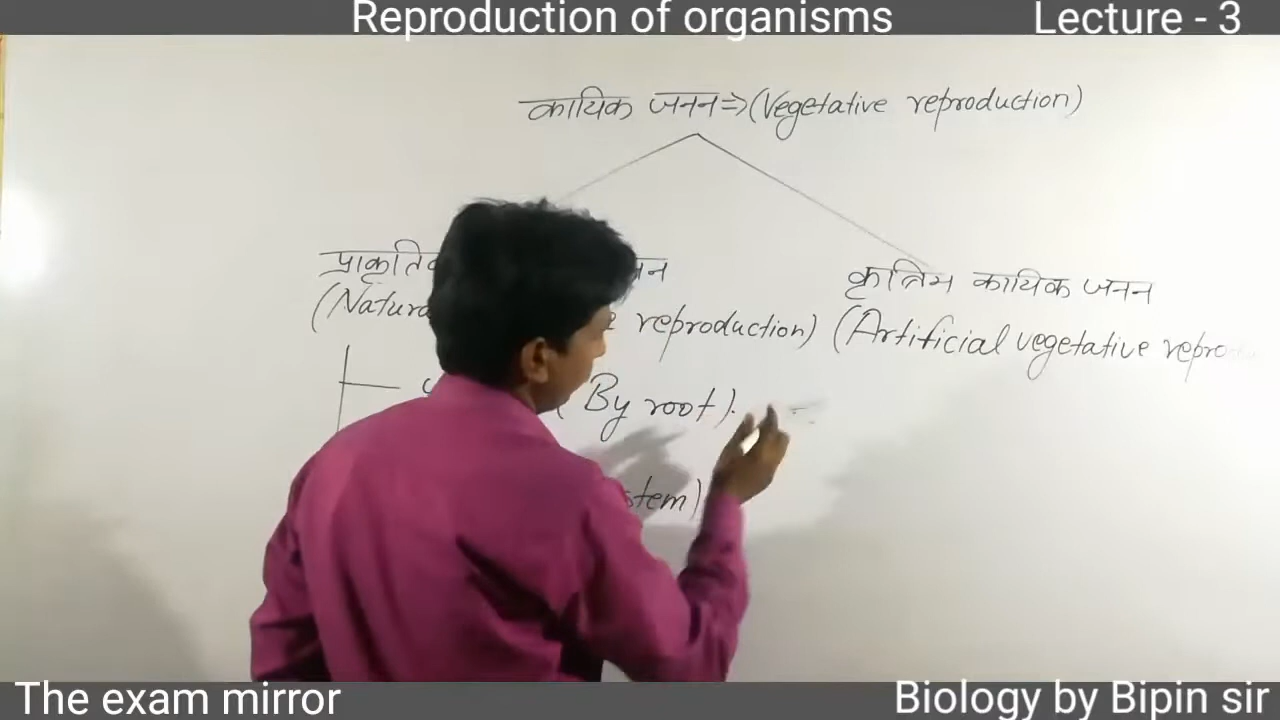 Reproduction of organisms Lecture - 3
कायिक जनन⇒(Vegetative reproduction)
कृत्रिम कायिक जनन
reproduction) (Artificial vegetative
(By root).
stem)
The exam mirror Biology by Bipin sir